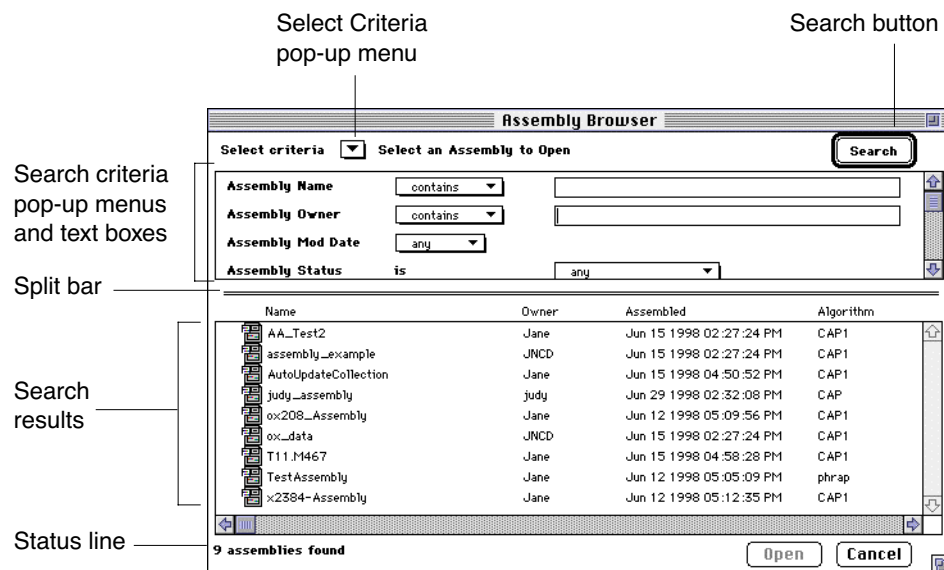 Select Criteria
pop-up menu
Search button
Assembly Browser
Select criteria Select an Assembly to Open Search
Search criteria
pop-up menus
and text boxes
Assembly Name contains
Assembly Owner contains
Assembly Mod Date any
Assembly Status is any
Split bar
Name Owner Assembled Algorithm
AA_Test2 Jane Jun 15 1998 02:27:24 PM CAP1
assembly_example JNCD Jun 15 1998 02:27:24 PM CAP1
AutoUpdateCollection Jane Jun 15 1998 04:50:52 PM CAP1
judy_assembly judy Jun 29 1998 02:32:08 PM CAP
ox208_Assembly Jane Jun 12 1998 05:09:56 PM CAP1
ox_data JNCD Jun 15 1998 02:27:24 PM CAP1
T11.M467 Jane Jun 15 1998 04:58:28 PM CAP1
TestAssembly Jane Jun 12 1998 05:05:09 PM phrap
x2384-Assembly Jane Jun 12 1998 05:12:35 PM CAP1
Search
results
Status line
9 assemblies found Open Cancel